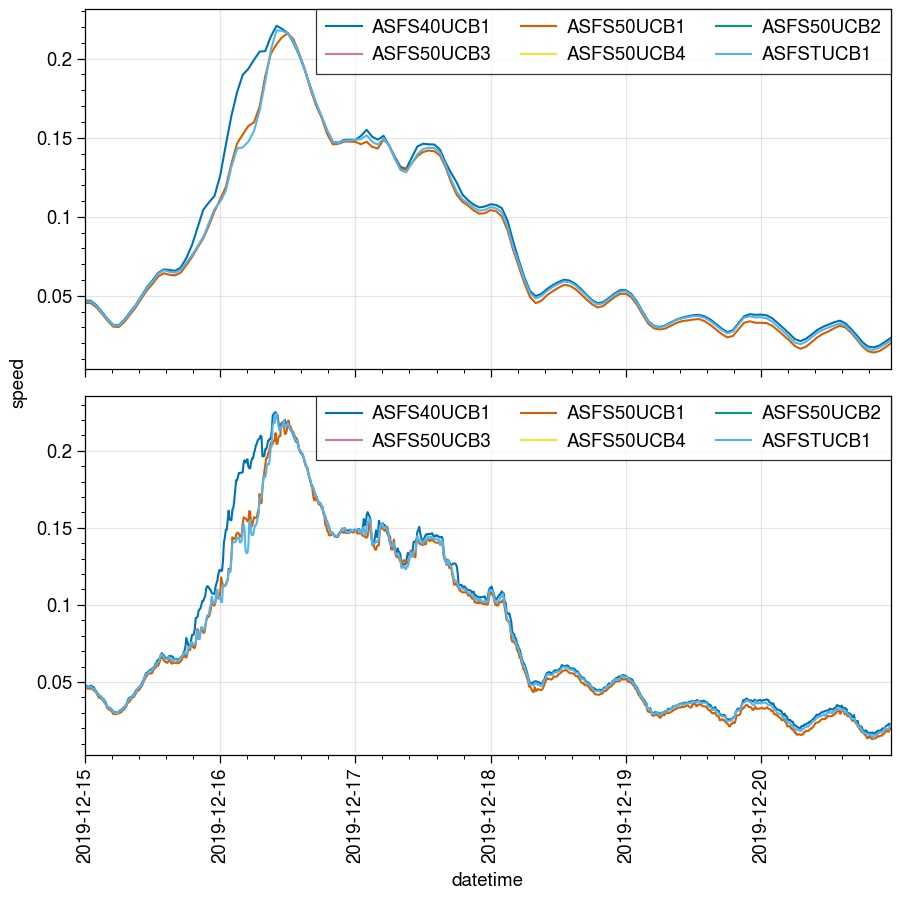 ASFS40UCB1 ASFS50UCB1 ASFS50UCB2
ASFS50UCB3 ASFS50UCB4 ASFSTUCB1
0.2
0.15
0.1
0.05
speed
ASFS40UCB1 ASFS50UCB1 ASFS50UCB2
ASFS50UCB3 ASFS50UCB4 ASFSTUCB1
0.2
0.15
0.1
0.05
2019-12-15
2019-12-16
2019-12-17
2019-12-18
2019-12-19
2019-12-20
datetime